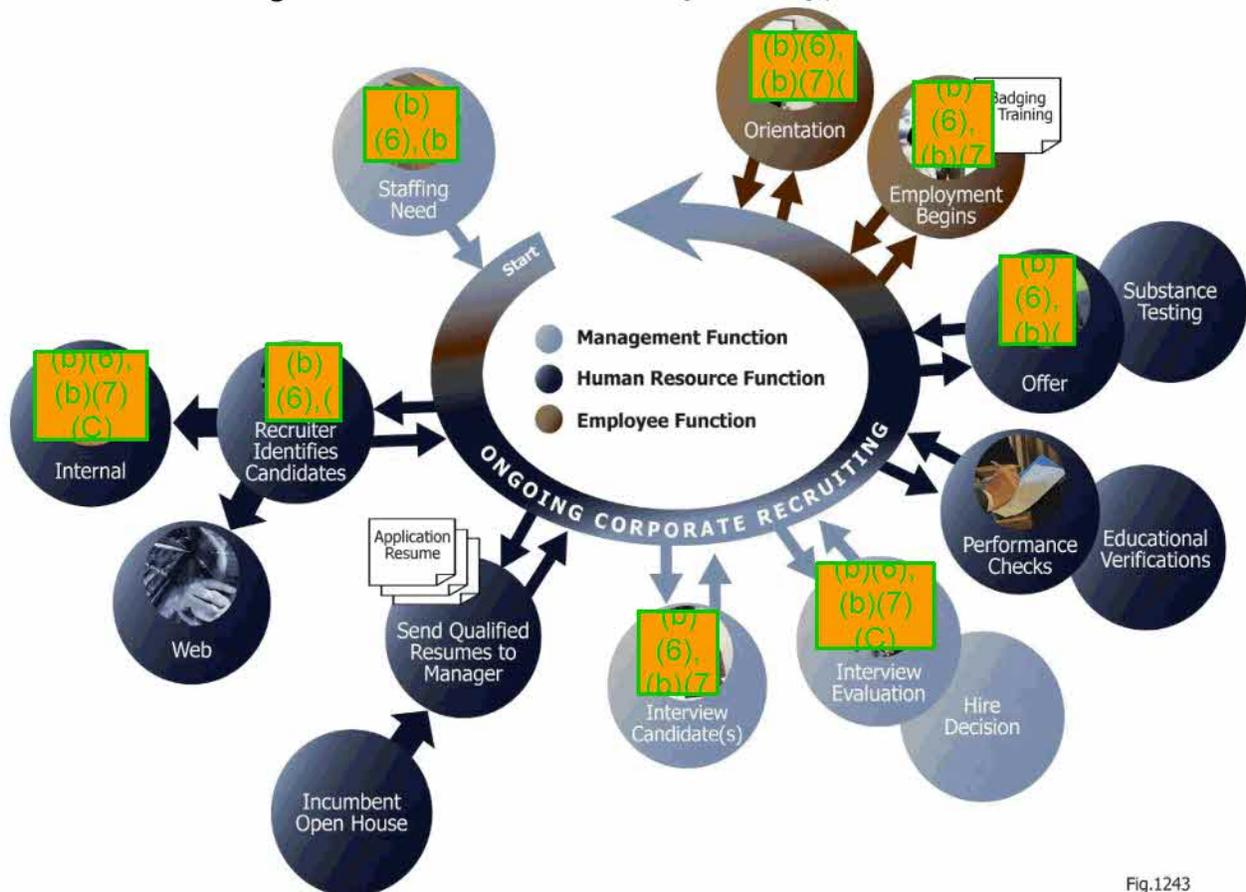 (b)(6),
(b)(7)(
Orientation
(b)
(6),
(b)(7
Badging
Training
Employment
Begins
(b)
(6),(b
Staffing
Need
Start
(b)
(6),
(b)(
Offer
Substance
Testing
Management Function
Human Resource Function
Employee Function
(b)(6),
(b)(7)
(C)
Internal
(b)
(6),(
Recruiter
Identifies
Candidates
ONGOING CORPORATE RECRUITING
Web
Application
Resume
Send Qualified
Resumes to
Manager
Incumbent
Open House
(b)
(6),
(b)(7
Interview
Candidate(s)
(b)(6),
(b)(7)
(C)
Interview
Evaluation
Hire
Decision
Performance
Checks
Educational
Verifications
Fig.1243